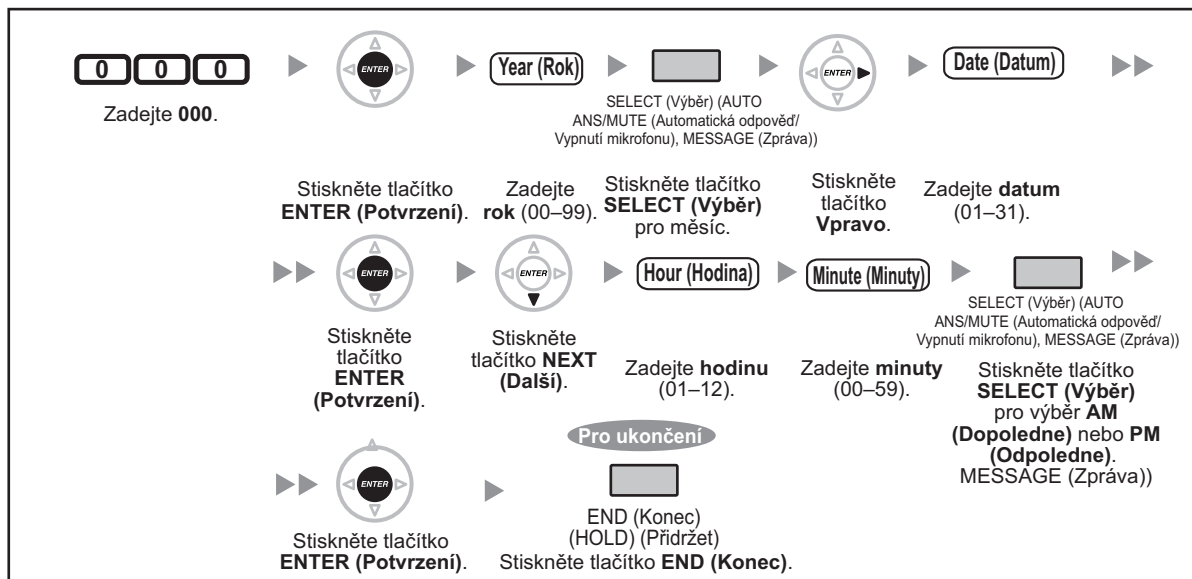 0 0 0
Zadejte 000.
ENTER
Stiskněte tlačítko
ENTER (Potvrzení).
Year (Rok)
Zadejte
rok (00–99).
SELECT (Výběr) (AUTO
ANS/MUTE (Automatická odpověď/
Vypnutí mikrofonu), MESSAGE (Zpráva))
Stiskněte tlačítko
SELECT (Výběr)
pro měsíc.
ENTER
Stiskněte
tlačítko
Vpravo.
Date (Datum)
Zadejte datum
(01–31).
ENTER
Stiskněte
tlačítko
ENTER
(Potvrzení).
ENTER
Stiskněte
tlačítko NEXT
(Další).
Hour (Hodina)
Zadejte hodinu
(01–12).
Minute (Minuty)
Zadejte minuty
(00–59).
SELECT (Výběr) (AUTO
ANS/MUTE (Automatická odpověď/
Vypnutí mikrofonu), MESSAGE (Zpráva))
Stiskněte tlačítko
SELECT (Výběr)
pro výběr AM
(Dopoledne) nebo PM
(Odpoledne).
MESSAGE (Zpráva))
ENTER
Stiskněte tlačítko
ENTER (Potvrzení).
Pro ukončení
END (Konec)
(HOLD) (Přidržet)
Stiskněte tlačítko END (Konec).